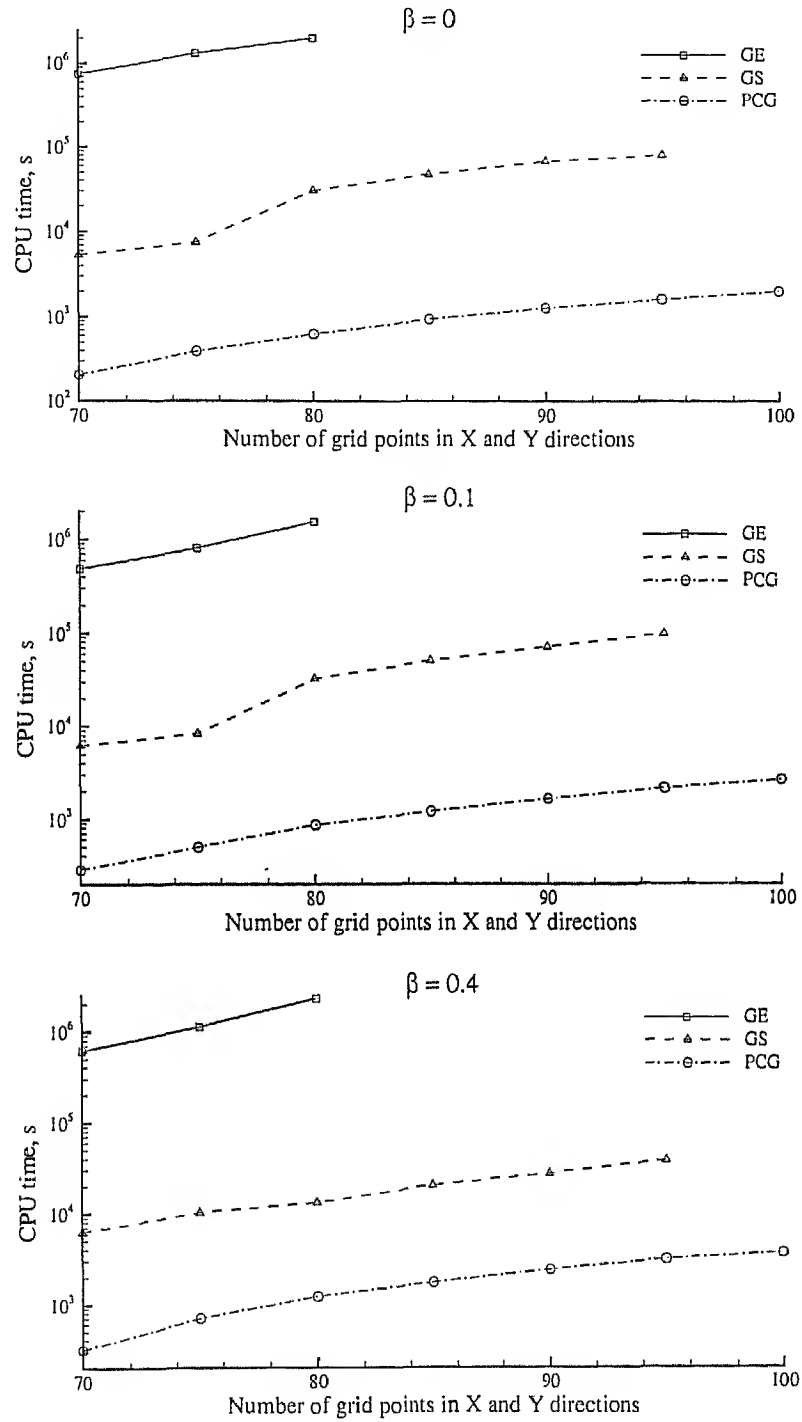 β = 0
GE
GS
PCG
10⁶
10⁵
10⁴
10³
10²
CPU time, s
70
80
90
100
Number of grid points in X and Y directions
β = 0.1
GE
GS
PCG
10⁶
10⁵
10⁴
10³
CPU time, s
70
80
90
100
Number of grid points in X and Y directions
β = 0.4
GE
GS
PCG
10⁶
10⁵
10⁴
10³
CPU time, s
70
80
90
100
Number of grid points in X and Y directions